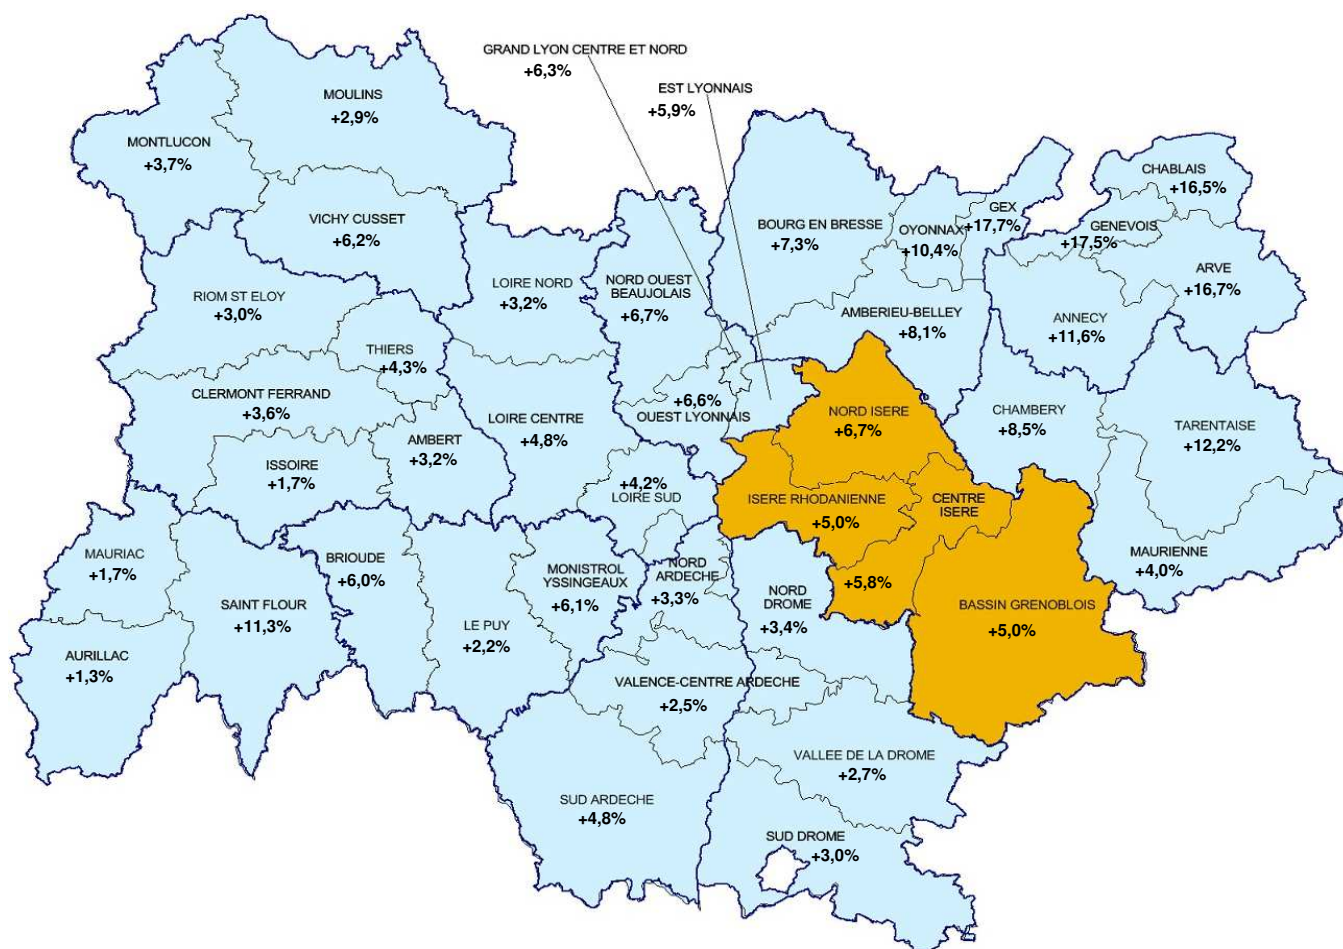 GRAND LYON CENTRE ET NORD
+6,3%
EST LYONNAIS
+5,9%
MOULINS
+2,9%
MONTLUCON
+3,7%
VICHY CUSSET
+6,2%
CHABLAIS
+16,5%
GEX
+17,7%
GENEVOIS
+17,5%
BOURG EN BRESSE
+7,3%
OYONNAX
+10,4%
ARVE
+16,7%
LOIRE NORD
+3,2%
NORD OUEST
BEAUJOLAIS
+6,7%
RIOM ST ELOY
+3,0%
AMBERIEU-BELLEY
+8,1%
ANNECY
+11,6%
THIERS
+4,3%
CLERMONT FERRAND
+3,6%
+6,6%
OUEST LYONNAIS
NORD ISERE
+6,7%
CHAMBERY
+8,5%
TARENTAISE
+12,2%
LOIRE CENTRE
+4,8%
AMBERT
+3,2%
ISSOIRE
+1,7%
+4,2%
LOIRE SUD
ISERE RHODANIENNE
+5,0%
CENTRE
ISERE
+5,8%
MAURIAC
+1,7%
BRIOUDE
+6,0%
MONISTROL
YSSINGEAUX
+6,1%
NORD
ARDECHE
+3,3%
NORD
DROME
+3,4%
MAURIENNE
+4,0%
SAINT FLOUR
+11,3%
BASSIN GRENOBLOIS
+5,0%
LE PUY
+2,2%
AURILLAC
+1,3%
VALENCE-CENTRE ARDECHE
+2,5%
VALLEE DE LA DROME
+2,7%
SUD ARDECHE
+4,8%
SUD DROME
+3,0%